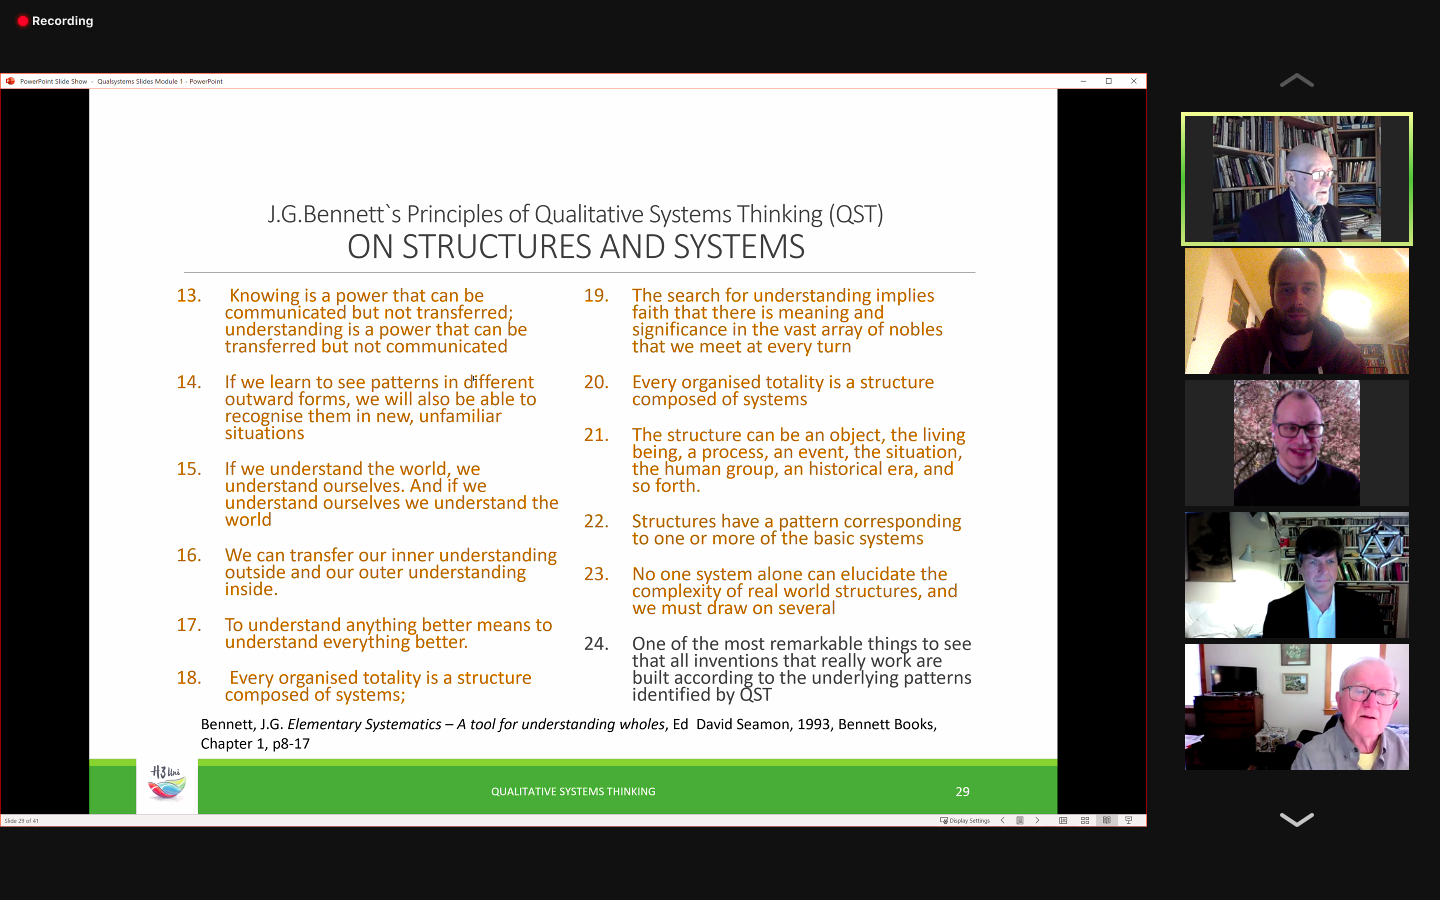 Recording
PowerPoint Slide Show - Qualsystems Slides Module 1 - PowerPoint
J.G.Bennett`s Principles of Qualitative Systems Thinking (QST)
ON STRUCTURES AND SYSTEMS
13. Knowing is a power that can be
communicated but not transferred;
understanding is a power that can be
transferred but not communicated
14. If we learn to see patterns in different
outward forms, we will also be able to
recognise them in new, unfamiliar
situations
15. If we understand the world, we
understand ourselves. And if we
understand ourselves we understand the
world
16. We can transfer our inner understanding
outside and our outer understanding
inside.
17. To understand anything better means to
understand everything better.
18. Every organised totality is a structure
composed of systems;
19. The search for understanding implies
faith that there is meaning and
significance in the vast array of nobles
that we meet at every turn
20. Every organised totality is a structure
composed of systems
21. The structure can be an object, the living
being, a process, an event, the situation,
the human group, an historical era, and
so forth.
22. Structures have a pattern corresponding
to one or more of the basic systems
23. No one system alone can elucidate the
complexity of real world structures, and
we must draw on several
24. One of the most remarkable things to see
that all inventions that really work are
built according to the underlying patterns
identified by QST
Bennett, J.G. Elementary Systematics – A tool for understanding wholes, Ed David Seamon, 1993, Bennett Books,
Chapter 1, p8-17
H3Uni
QUALITATIVE SYSTEMS THINKING
29
Slide 29 of 41
Display Settings